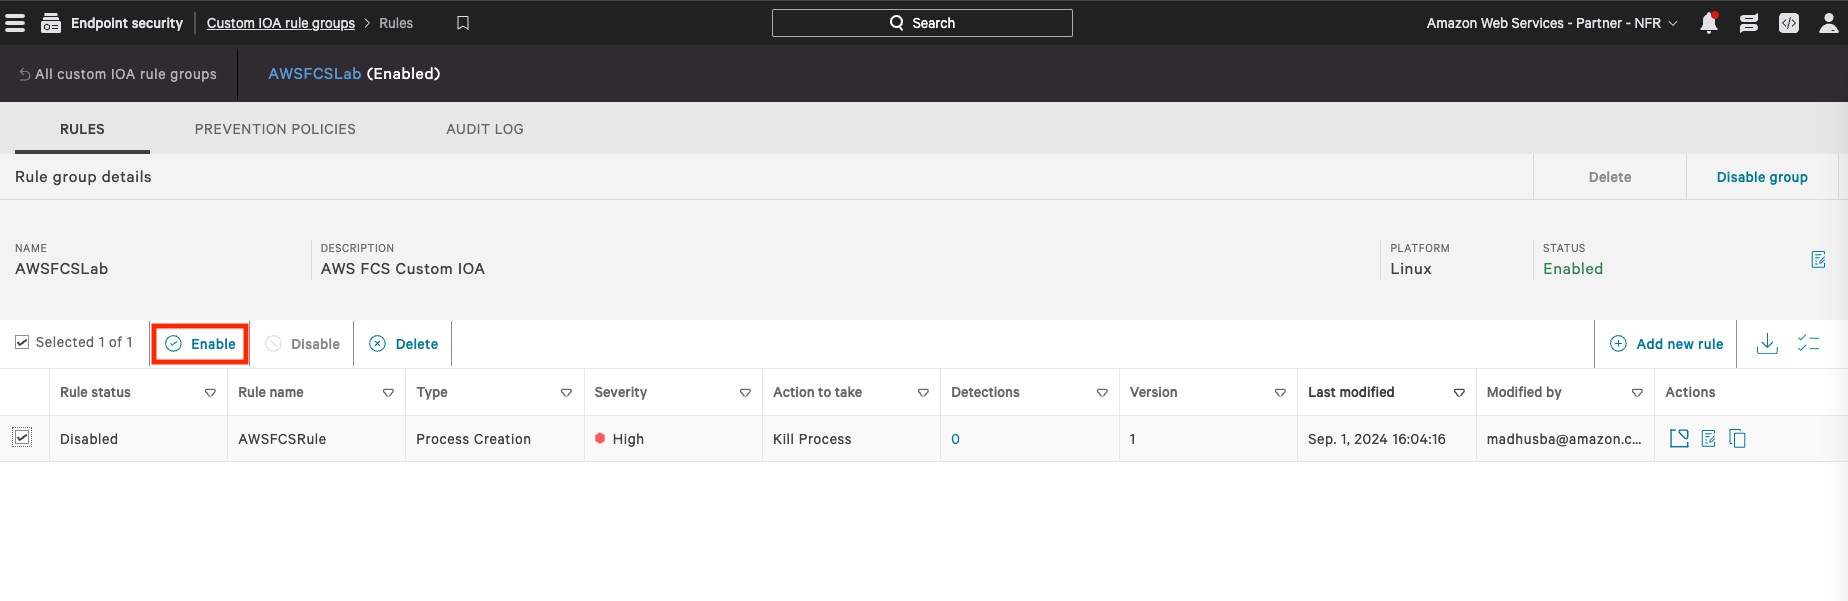 Endpoint security Custom IOA rule groups > Rules Search Amazon Web Services - Partner - NFR
All custom IOA rule groups AWSFCSLab (Enabled)
RULES PREVENTION POLICIES AUDIT LOG
Rule group details Delete Disable group
NAME DESCRIPTION PLATFORM STATUS
AWSFCSLab AWS FCS Custom IOA Linux Enabled
Selected 1 of 1 Enable Disable Delete Add new rule
Rule status Rule name Type Severity Action to take Detections Version Last modified Modified by Actions
Disabled AWSFCSRule Process Creation High Kill Process 0 1 Sep. 1, 2024 16:04:16 madhusba@amazon.c...